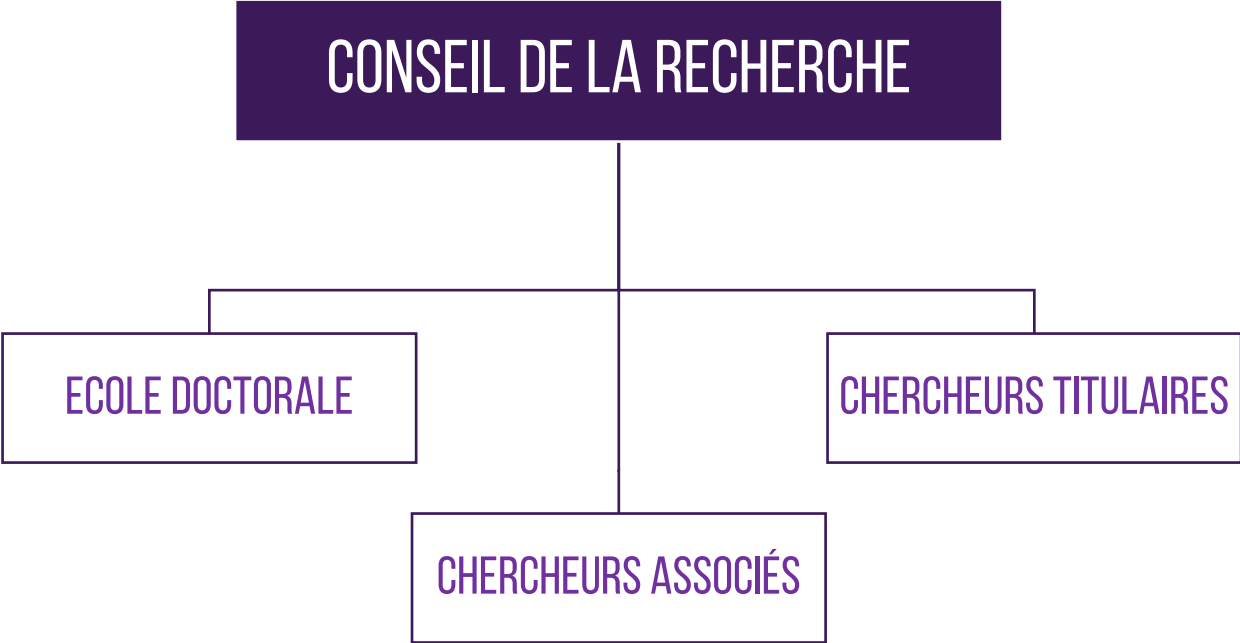 CONSEIL DE LA RECHERCHE
ECOLE DOCTORALE
CHERCHEURS TITULAIRES
CHERCHEURS ASSOCIÉS